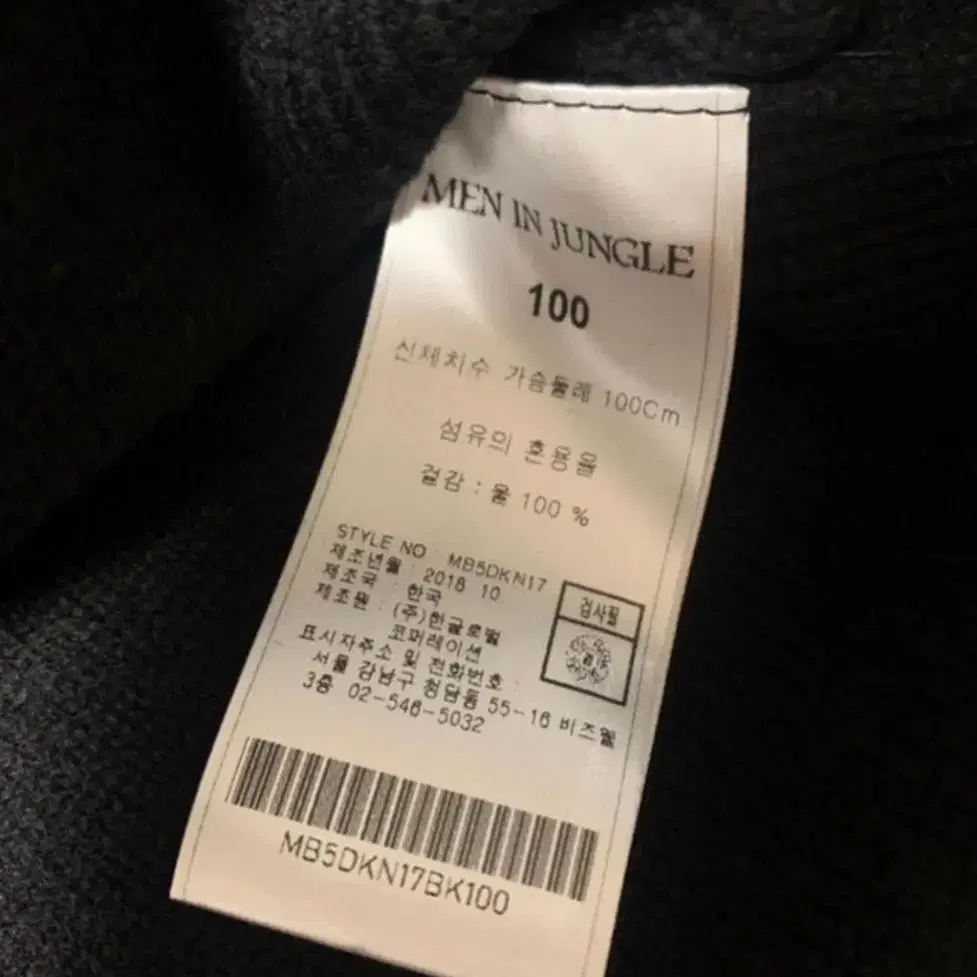 MEN IN JUNGLE
100
신체치수 가슴둘레 100Cm
섬유의 혼용율
겉감 : 울 100 %
STYLE NO : MB5DKN17
제조년월 : 2018 10
제조국 : 한국
제조원 : (주)한글로벌
코퍼레이션
검사필
표시자주소 및 전화번호
서울 강남구 청담동 55-16 비즈웰
3층 02-546-5032
MB5DKN17BK100